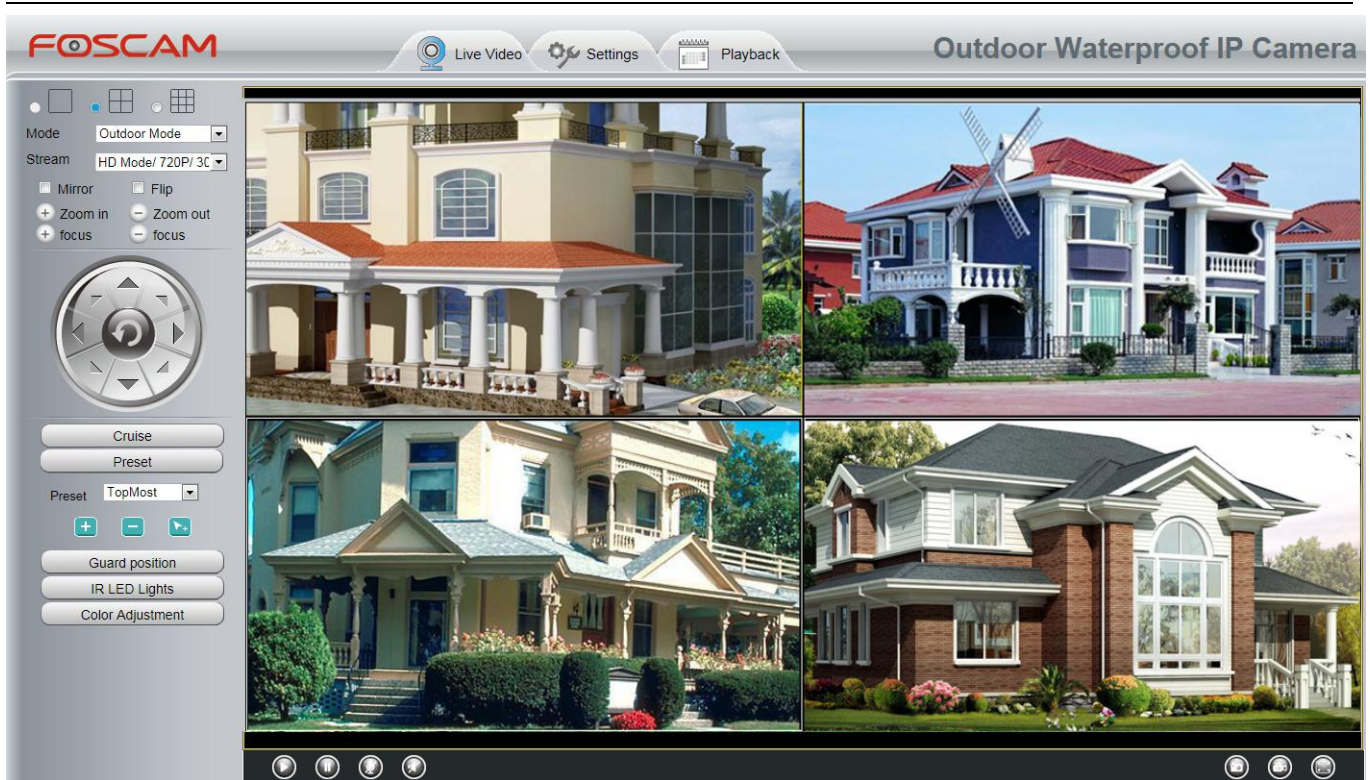 FOSCAM
Live Video
Settings
Playback
Outdoor Waterproof IP Camera
Mode
Outdoor Mode
Stream
HD Mode/ 720P/ 30
Mirror
Flip
Zoom in
Zoom out
focus
focus
Cruise
Preset
Preset
TopMost
Guard position
IR LED Lights
Color Adjustment